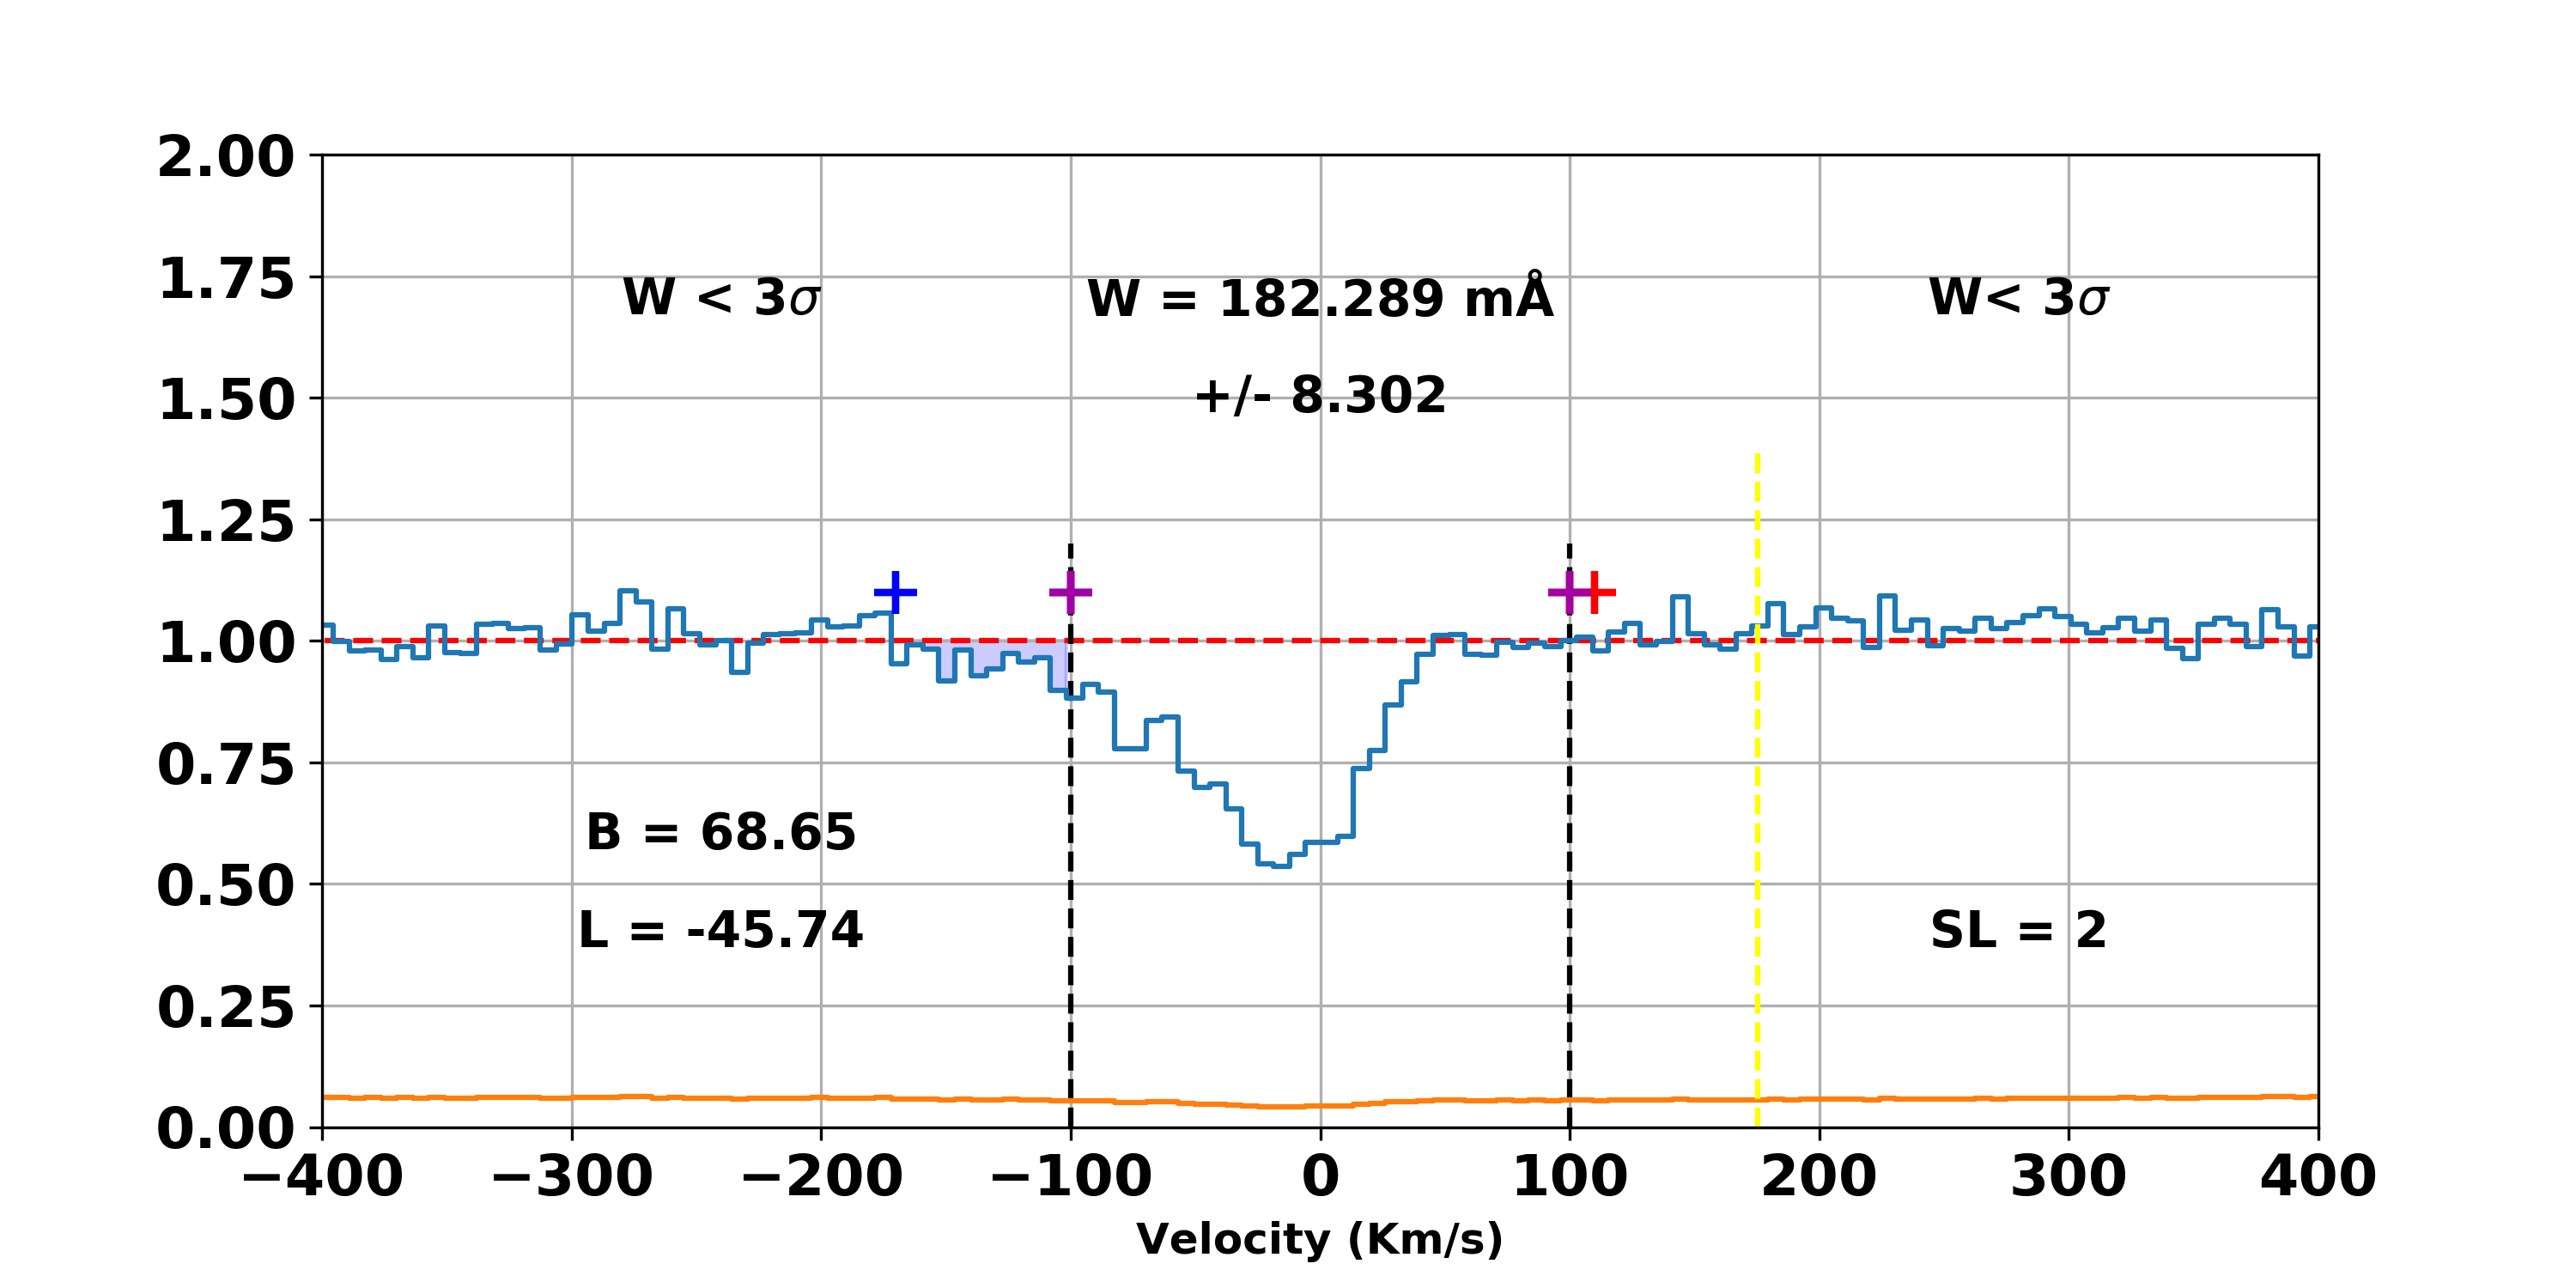 2.00
1.75
W < 3σ
W = 182.289 mÅ
W< 3σ
1.50
+/- 8.302
1.25
1.00
0.75
B = 68.65
0.50
L = -45.74
SL = 2
0.25
0.00
−400 −300 −200 −100 0 100 200 300 400
Velocity (Km/s)